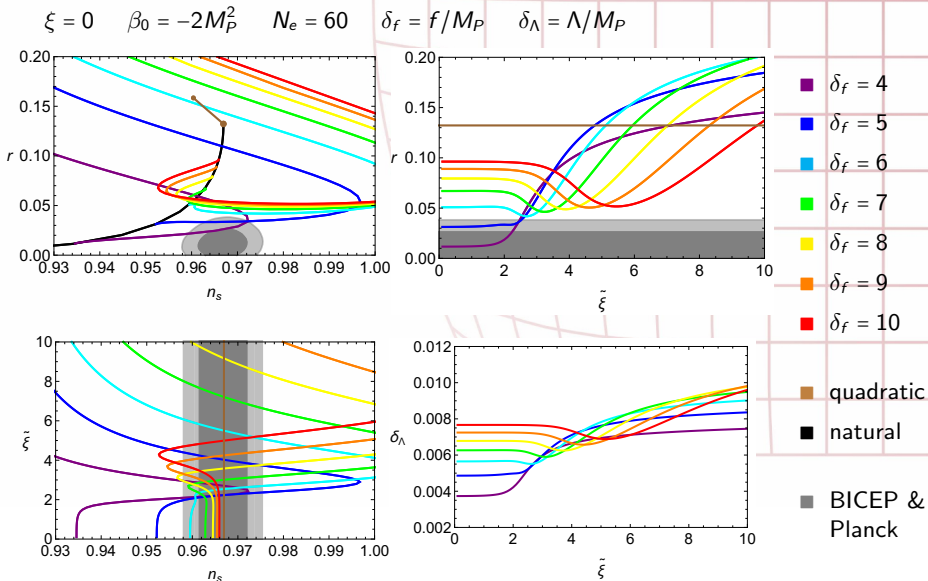 ξ = 0 β₀ = −2M_P² N_e = 60 δ_f = f/M_P δ_Λ = Λ/M_P
0.20
0.15
r 0.10
0.05
0.00
0.93 0.94 0.95 0.96 0.97 0.98 0.99 1.00
n_s
0.20
0.15
r 0.10
0.05
0.00
0 2 4 6 8 10
ξ̃
10
8
6
ξ̃
4
2
0
0.93 0.94 0.95 0.96 0.97 0.98 0.99 1.00
n_s
0.012
0.010
0.008
δ_Λ
0.006
0.004
0.002
0 2 4 6 8 10
ξ̃
δ_f = 4
δ_f = 5
δ_f = 6
δ_f = 7
δ_f = 8
δ_f = 9
δ_f = 10
quadratic
natural
BICEP &
Planck